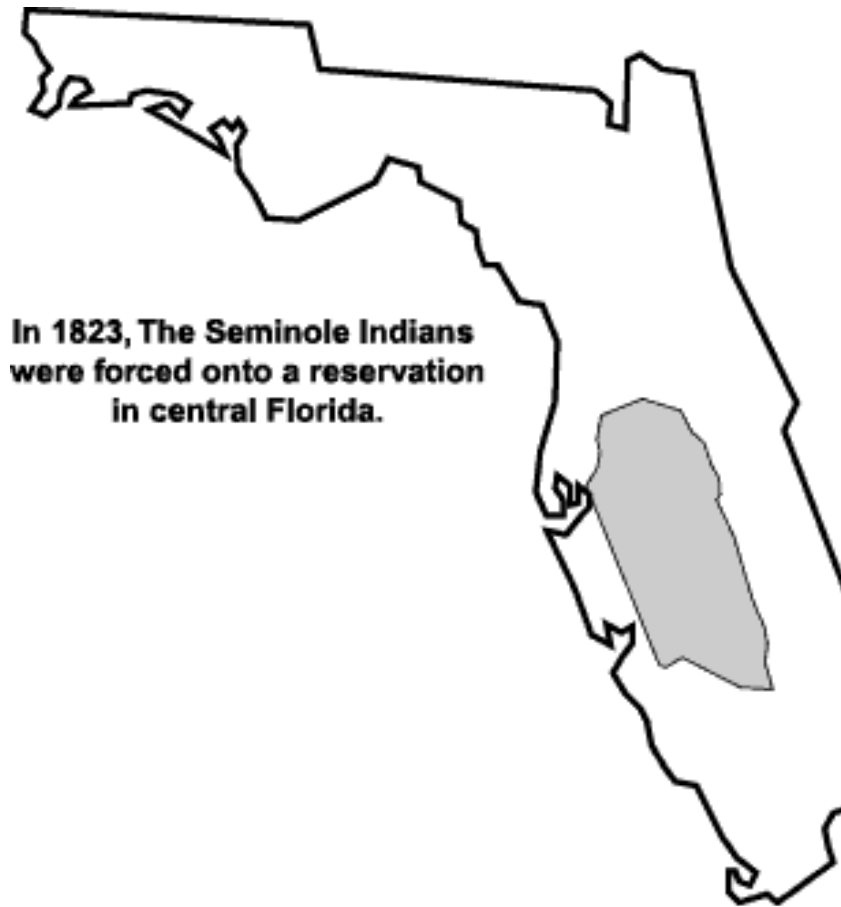 In 1823, The Seminole Indians
were forced onto a reservation
in central Florida.